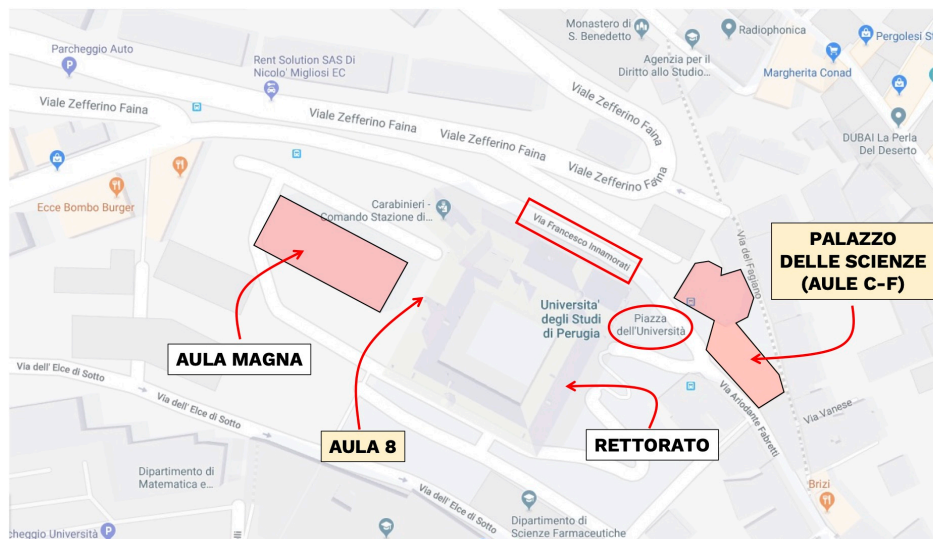 Monastero di
S. Benedetto
Radiophonica
Pergolesi St
Parcheggio Auto
Rent Solution SAS Di
Nicolo' Migliosi EC
Agenzia per il
Diritto allo Studio...
Margherita Conad
Viale Zefferino Faina
Viale Zefferino Faina
Viale Zefferino Faina
Viale Zefferino Faina
Viale Zefferino Faina
DUBAI La Perla
Del Deserto
Ecce Bombo Burger
Carabinieri -
Comando Stazione di...
Via Francesco Innamorati
Via del Fagiano
PALAZZO
DELLE SCIENZE
(AULE C-F)
Universita'
degli Studi
di Perugia
Piazza
dell'Università
AULA MAGNA
Via dell' Elce di Sotto
Via dell' Elce di Sotto
Via Ariodante Fabretti
Via Vanese
AULA 8
RETTORATO
Dipartimento di
Matematica e...
Via dell' Elce di Sotto
Brizi
Dipartimento di
Scienze Farmaceutiche
cheggio Università